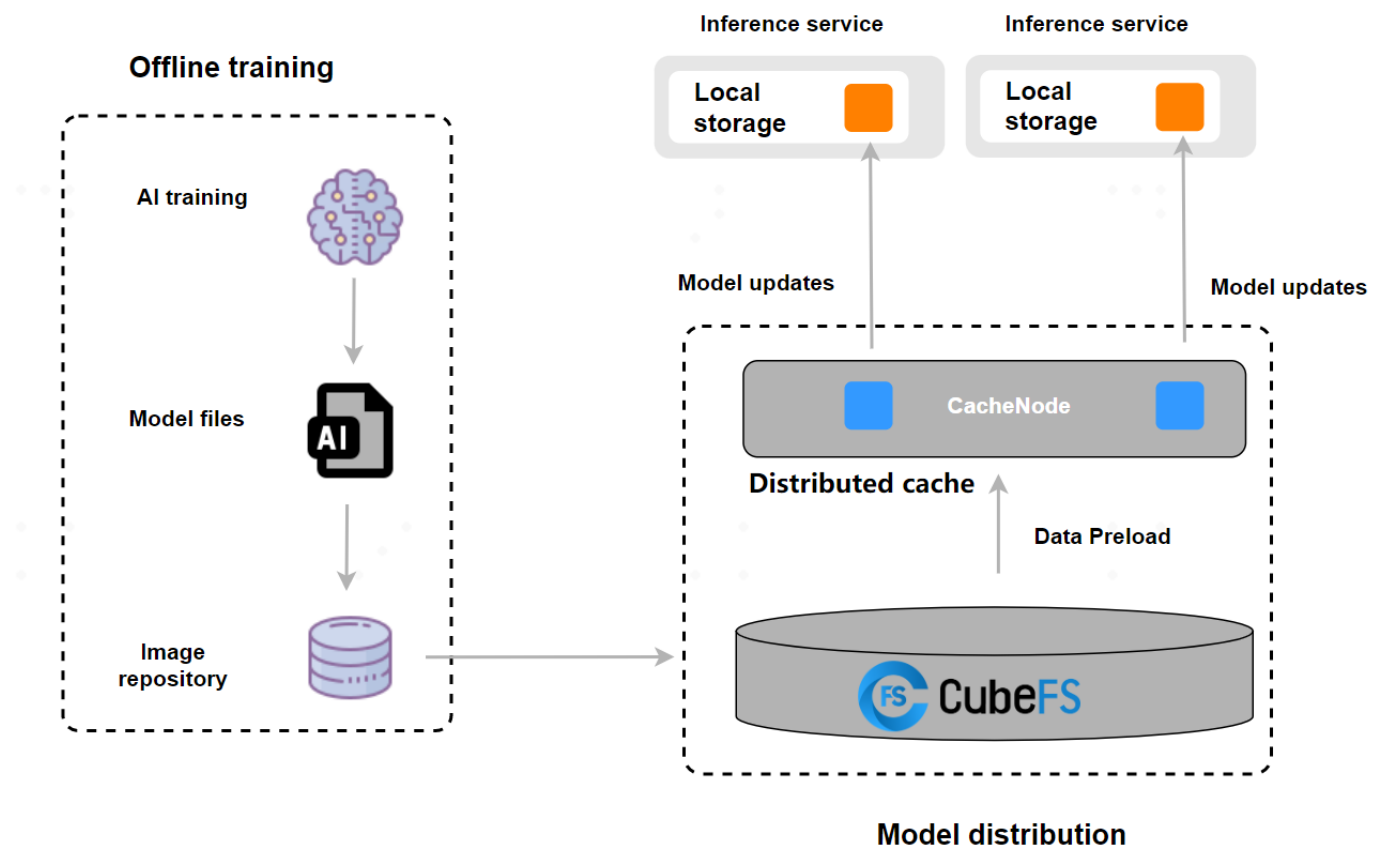 Offline training
AI training
Model files
AI
Image
repository
Inference service
Inference service
Local
storage
Local
storage
Model updates
Model updates
CacheNode
Distributed cache
Data Preload
FS CubeFS
Model distribution